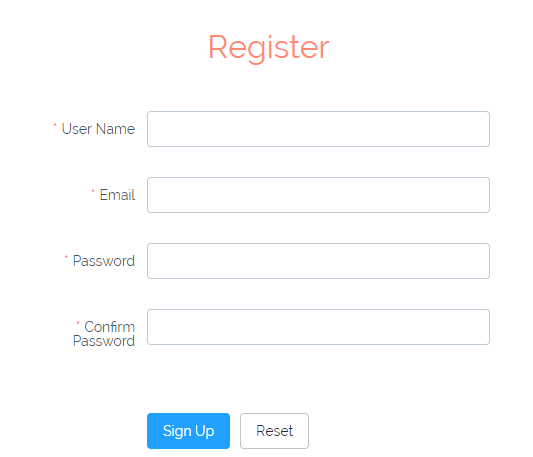 Register
* User Name
* Email
* Password
* Confirm
Password
Sign Up Reset